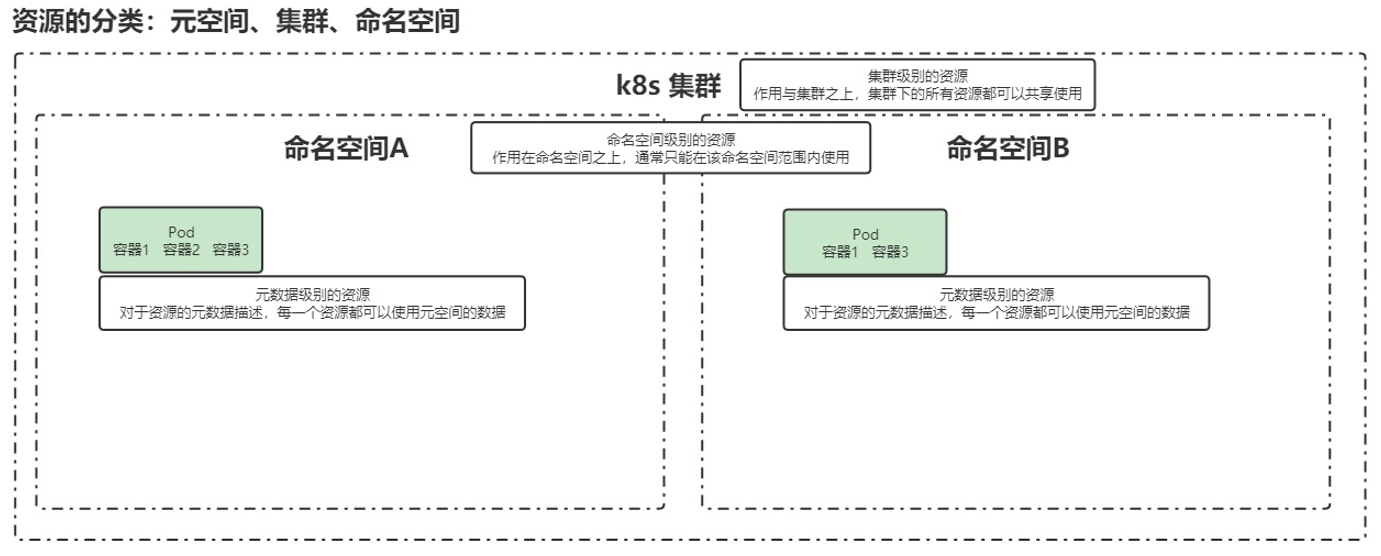 资源的分类：元空间、集群、命名空间
k8s 集群
集群级别的资源
作用与集群之上，集群下的所有资源都可以共享使用
命名空间A
命名空间级别的资源
作用在命名空间之上，通常只能在该命名空间范围内使用
命名空间B
Pod
容器1 容器2 容器3
元数据级别的资源
对于资源的元数据描述，每一个资源都可以使用元空间的数据
Pod
容器1 容器3
元数据级别的资源
对于资源的元数据描述，每一个资源都可以使用元空间的数据